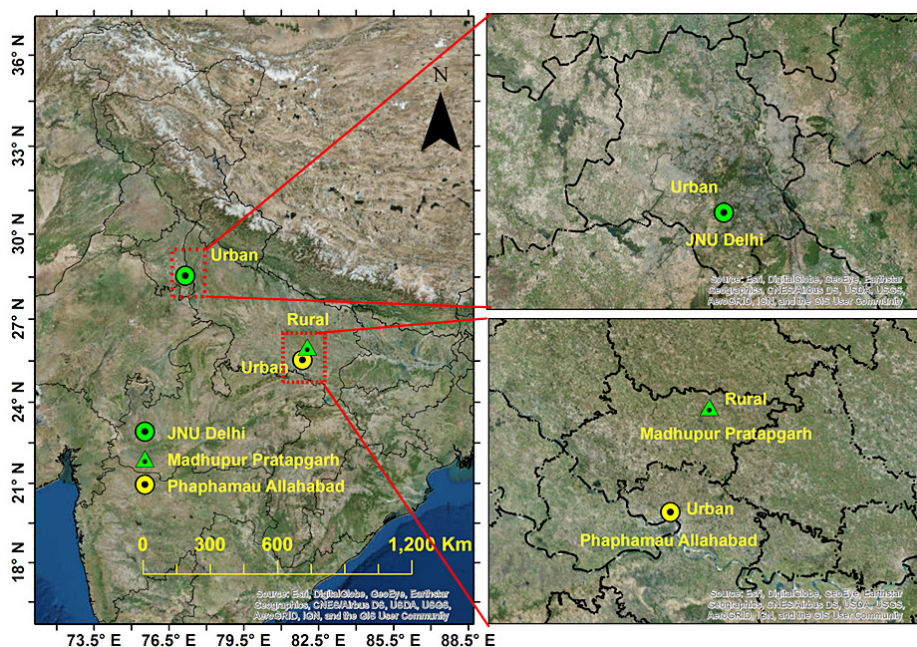 36° N
33° N
30° N
27° N
24° N
21° N
18° N
N
Urban
Rural
Urban
JNU Delhi
Madhupur Pratapgarh
Phaphamau Allahabad
0 300 600 1,200 Km
Source: Esri, DigitalGlobe, GeoEye, Earthstar
Geographics, CNES/Airbus DS, USDA, USGS,
AeroGRID, IGN, and the GIS User Community
73.5° E 76.5° E 79.5° E 82.5° E 85.5° E 88.5° E
Urban
JNU Delhi
Source: Esri, DigitalGlobe, GeoEye, Earthstar
Geographics, CNES/Airbus DS, USDA, USGS,
AeroGRID, IGN, and the GIS User Community
Rural
Madhupur Pratapgarh
Urban
Phaphamau Allahabad
Source: Esri, DigitalGlobe, GeoEye, Earthstar
Geographics, CNES/Airbus DS, USDA, USGS,
AeroGRID, IGN, and the GIS User Community